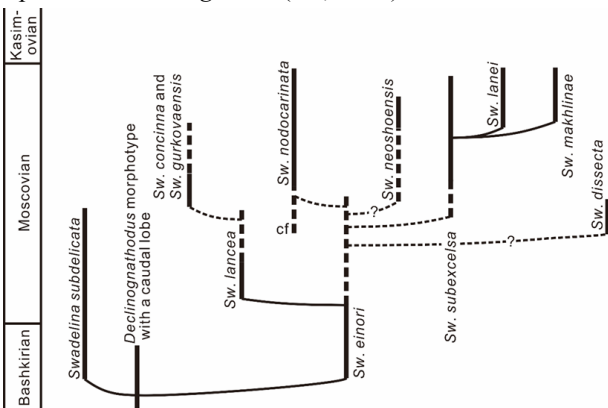 Kasim-
ovian
Moscovian
Bashkirian
Swadelina subdelicata
Declinognathodus morphotype
with a caudal lobe
Sw. concinna and
Sw. gurkovaensis
Sw. lancea
Sw. nodocarinata
cf
Sw. einori
Sw. neoshoensis
?
Sw. subexcelsa
Sw. lanei
?
Sw. makhlinae
Sw. dissecta